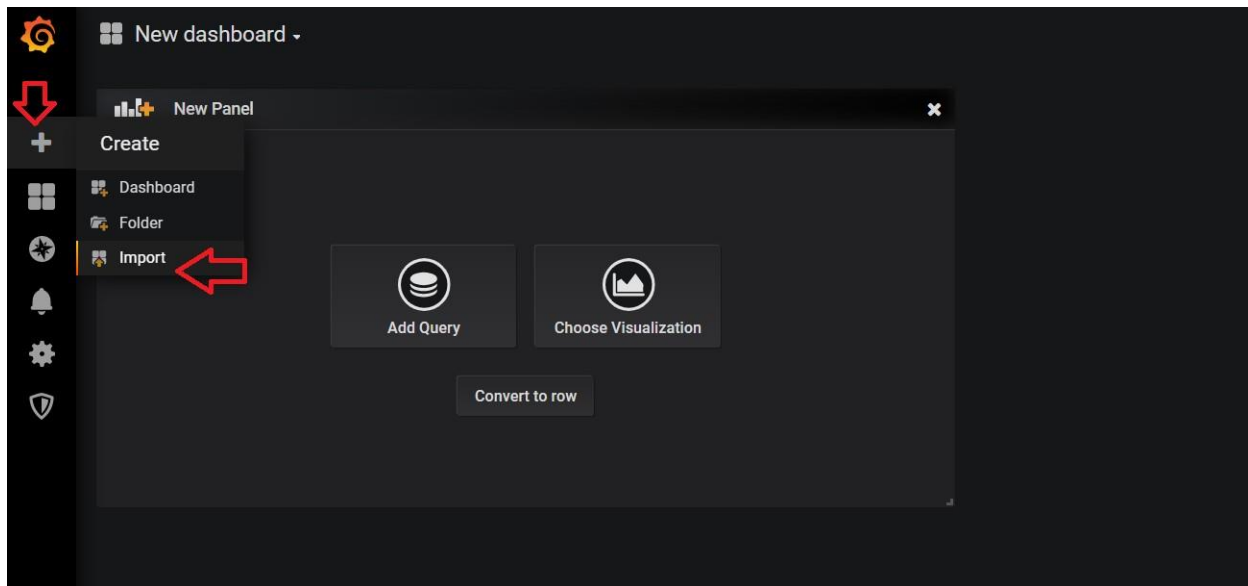 New dashboard
New Panel
Create
Dashboard
Folder
Import
Add Query
Choose Visualization
Convert to row